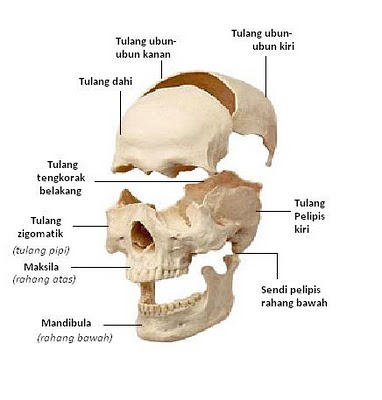 Tulang ubun-
ubun kanan
Tulang ubun-
ubun kiri
Tulang dahi
Tulang
tengkorak
belakang
Tulang
Pelipis
kiri
Tulang
zigomatik
(tulang pipi)
Maksila
(rahang atas)
Sendi pelipis
rahang bawah
Mandibula
(rahang bawah)